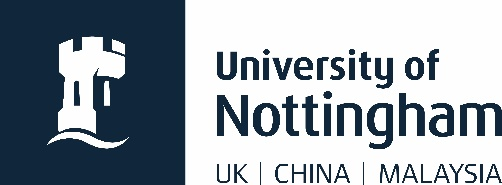 University of
Nottingham
UK | CHINA | MALAYSIA